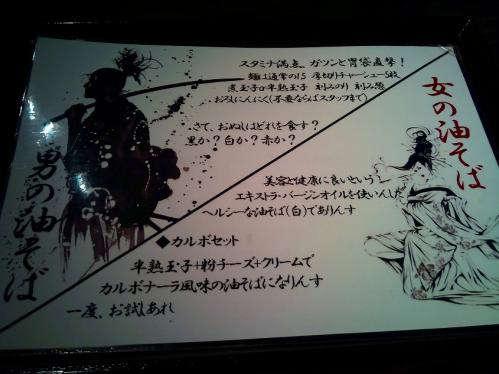 スタミナ満点、ガツンと胃袋直撃！
麺は通常の1.5 厚切りチャーシュー5枚
煮玉子or半熟玉子 刻みのり 刻み葱
おろしにんにく(不要ならばスタッフまで)
さて、おぬしはどれを食す？
黒か？白か？赤か？
男の油そば
女の油そば
美容と健康に良いという
エキストラ・バージンオイルを使いんした
ヘルシーな油そば(白)でありんす
◆カルボセット
半熟玉子+粉チーズ+クリームで
カルボナーラ風味の油そばになりんす
一度、お試しあれ